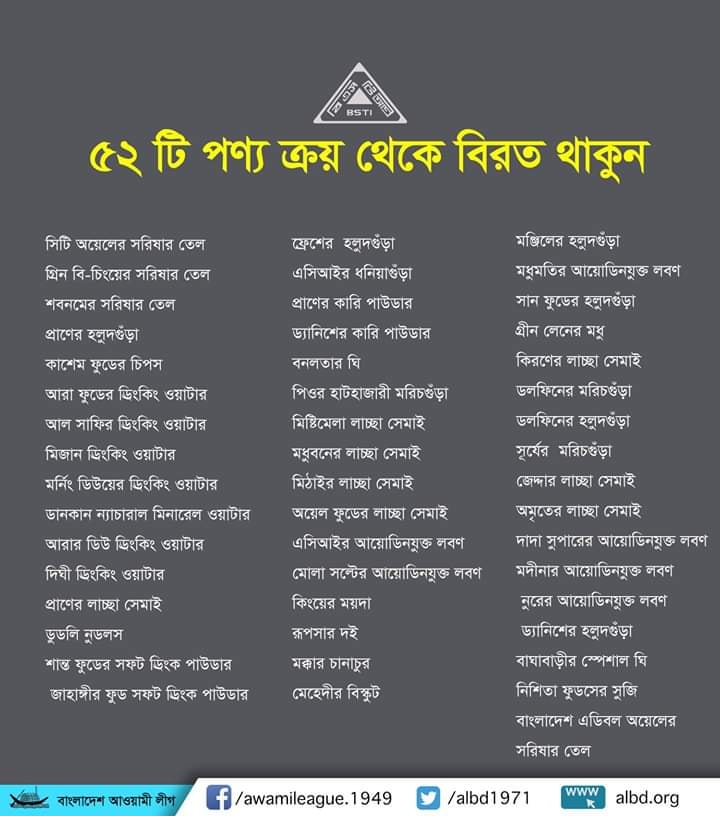 বি এস টি আই
BSTI
৫২ টি পণ্য ক্রয় থেকে বিরত থাকুন
সিটি অয়েলের সরিষার তেল
গ্রিন বি-চিংয়ের সরিষার তেল
শবনমের সরিষার তেল
প্রাণের হলুদগুঁড়া
কাশেম ফুডের চিপস
আরা ফুডের ড্রিংকিং ওয়াটার
আল সাফির ড্রিংকিং ওয়াটার
মিজান ড্রিংকিং ওয়াটার
মর্নিং ডিউয়ের ড্রিংকিং ওয়াটার
ডানকান ন্যাচারাল মিনারেল ওয়াটার
আরার ডিউ ড্রিংকিং ওয়াটার
দিঘী ড্রিংকিং ওয়াটার
প্রাণের লাচ্ছা সেমাই
ডুডলি নুডলস
শান্ত ফুডের সফট ড্রিংক পাউডার
জাহাঙ্গীর ফুড সফট ড্রিংক পাউডার
ফ্রেশের হলুদগুঁড়া
এসিআইর ধনিয়াগুঁড়া
প্রাণের কারি পাউডার
ড্যানিশের কারি পাউডার
বনলতার ঘি
পিওর হাটহাজারী মরিচগুঁড়া
মিষ্টিমেলা লাচ্ছা সেমাই
মধুবনের লাচ্ছা সেমাই
মিঠাইর লাচ্ছা সেমাই
অয়েল ফুডের লাচ্ছা সেমাই
এসিআইর আয়োডিনযুক্ত লবণ
মোলা সল্টের আয়োডিনযুক্ত লবণ
কিংয়ের ময়দা
রূপসার দই
মক্কার চানাচুর
মেহেদীর বিস্কুট
মঞ্জিলের হলুদগুঁড়া
মধুমতির আয়োডিনযুক্ত লবণ
সান ফুডের হলুদগুঁড়া
গ্রীন লেনের মধু
কিরণের লাচ্ছা সেমাই
ডলফিনের মরিচগুঁড়া
ডলফিনের হলুদগুঁড়া
সূর্যের মরিচগুঁড়া
জেদ্দার লাচ্ছা সেমাই
অমৃতের লাচ্ছা সেমাই
দাদা সুপারের আয়োডিনযুক্ত লবণ
মদীনার আয়োডিনযুক্ত লবণ
নুরের আয়োডিনযুক্ত লবণ
ড্যানিশের হলুদগুঁড়া
বাঘাবাড়ীর স্পেশাল ঘি
নিশিতা ফুডসের সুজি
বাংলাদেশ এডিবল অয়েলের
সরিষার তেল
বাংলাদেশ আওয়ামী লীগ
/awamileague.1949
/albd1971
www
albd.org